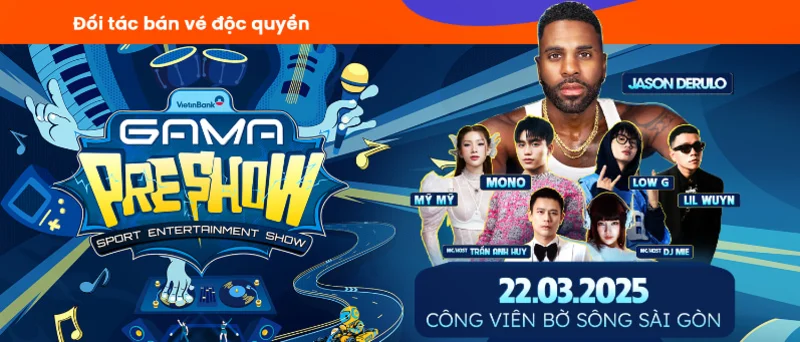 Đối tác bán vé độc quyền
VietinBank
GAMA
PRESHOW
SPORT ENTERTAINMENT SHOW
JASON DERULO
MỸ MỸ
MONO
LOW G
LIL WUYN
MC/HOST TRẦN ANH HUY
MC/HOST DJ MIE
22.03.2025
CÔNG VIÊN BỜ SÔNG SÀI GÒN